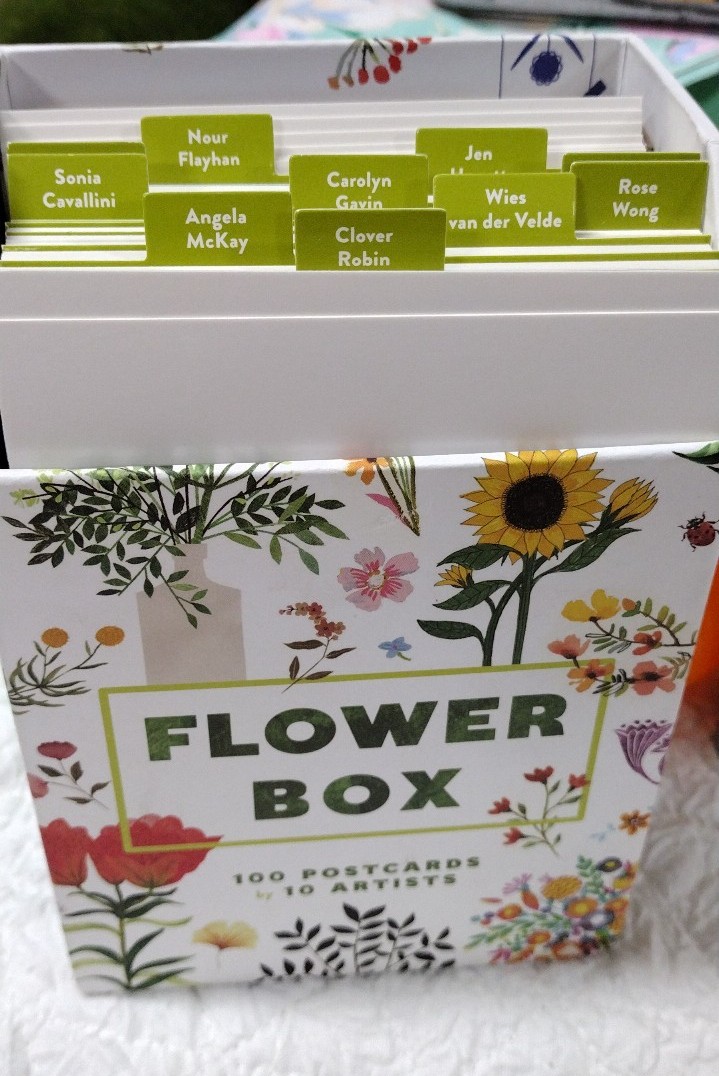 Nour
Flayhan
Jen
Sonia
Cavallini
Carolyn
Gavin
Wies
van der Velde
Rose
Wong
Angela
McKay
Clover
Robin
FLOWER
BOX
100 POSTCARDS
by 10 ARTISTS